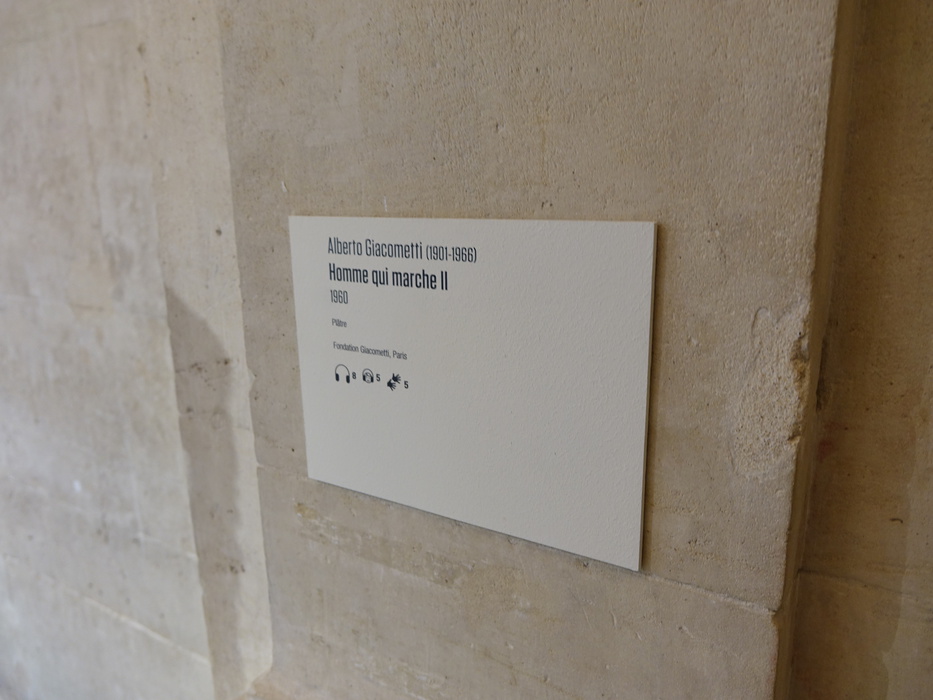 Alberto Giacometti (1901-1966)
Homme qui marche II
1960
Plâtre
Fondation Giacometti, Paris
8 5 5